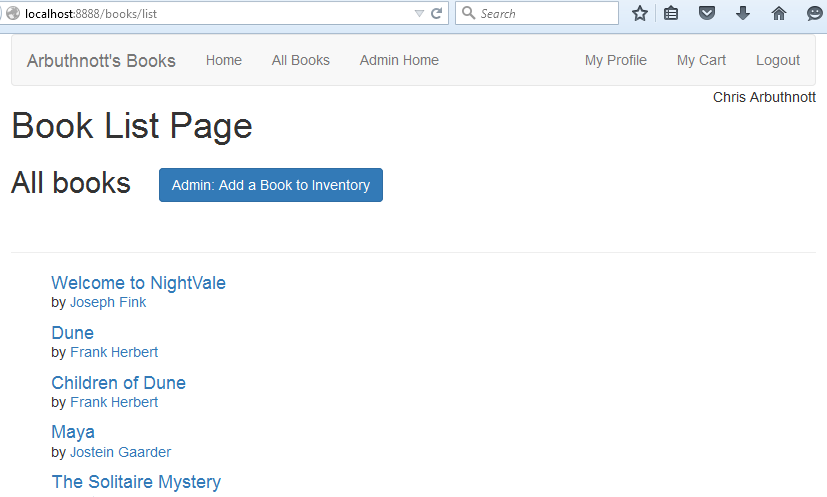 localhost:8888/books/list Search
Arbuthnott's Books Home All Books Admin Home My Profile My Cart Logout
Chris Arbuthnott
Book List Page
All books Admin: Add a Book to Inventory
Welcome to NightVale
by Joseph Fink
Dune
by Frank Herbert
Children of Dune
by Frank Herbert
Maya
by Jostein Gaarder
The Solitaire Mystery